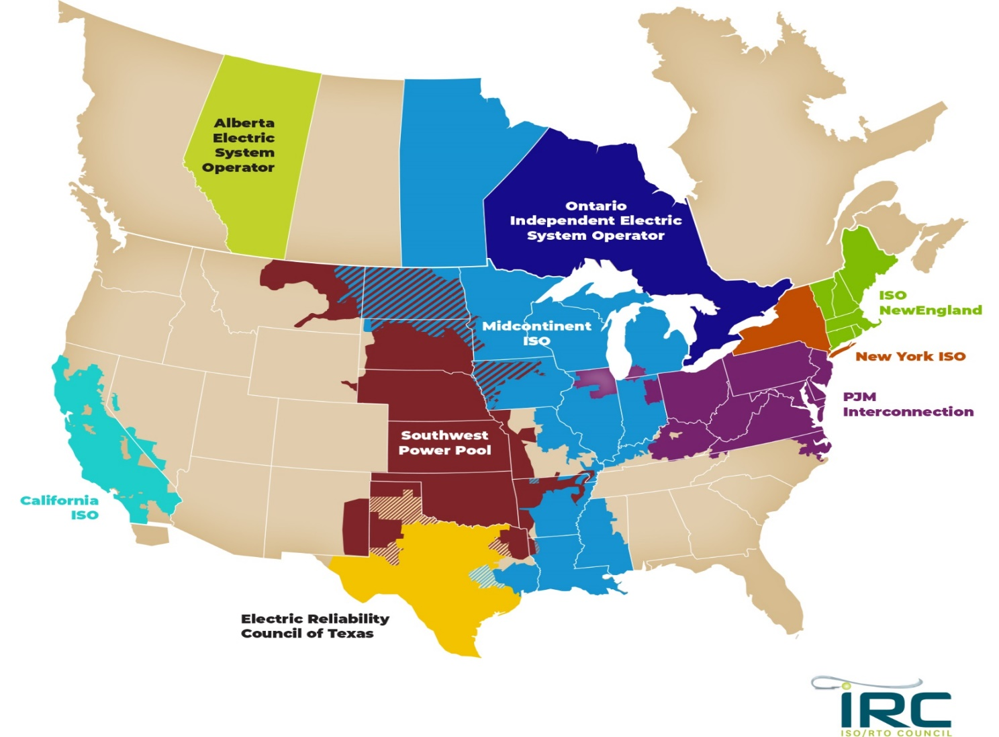 Alberta
Electric
System
Operator
Ontario
Independent Electric
System Operator
ISO
NewEngland
Midcontinent
ISO
New York ISO
PJM
Interconnection
Southwest
Power Pool
California
ISO
Electric Reliability
Council of Texas
iRC
ISO/RTO COUNCIL